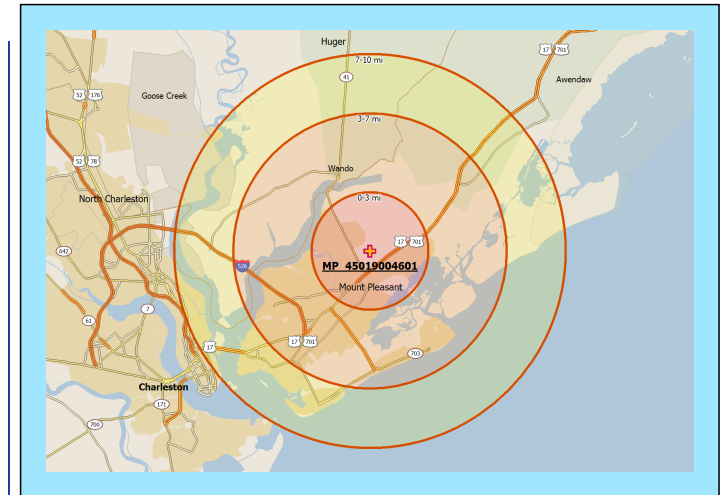 Huger
17 701
7-10 mi
41
Awendaw
52 176
Goose Creek
3-7 mi
52 78
Wando
North Charleston
0-3 mi
17 701
642
526
MP_45019004601
Mount Pleasant
7
61
17 701
17
703
Charleston
171
700